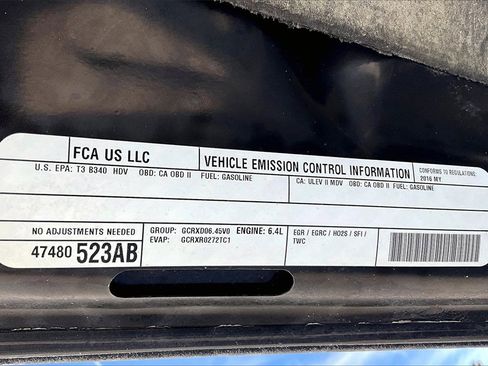 FCA US LLC
VEHICLE EMISSION CONTROL INFORMATION
CONFORMS TO REGULATIONS:
2016 MY
U.S. EPA: T3 B340 HDV OBD: CA OBD II FUEL: GASOLINE
CA: ULEV II MDV OBD: CA OBD II FUEL: GASOLINE
NO ADJUSTMENTS NEEDED
47480 523AB
GROUP: GCRXD06.45V0 ENGINE: 6.4L
EVAP: GCRXR0272TC1
EGR / EGRC / HO2S / SFI /
TWC